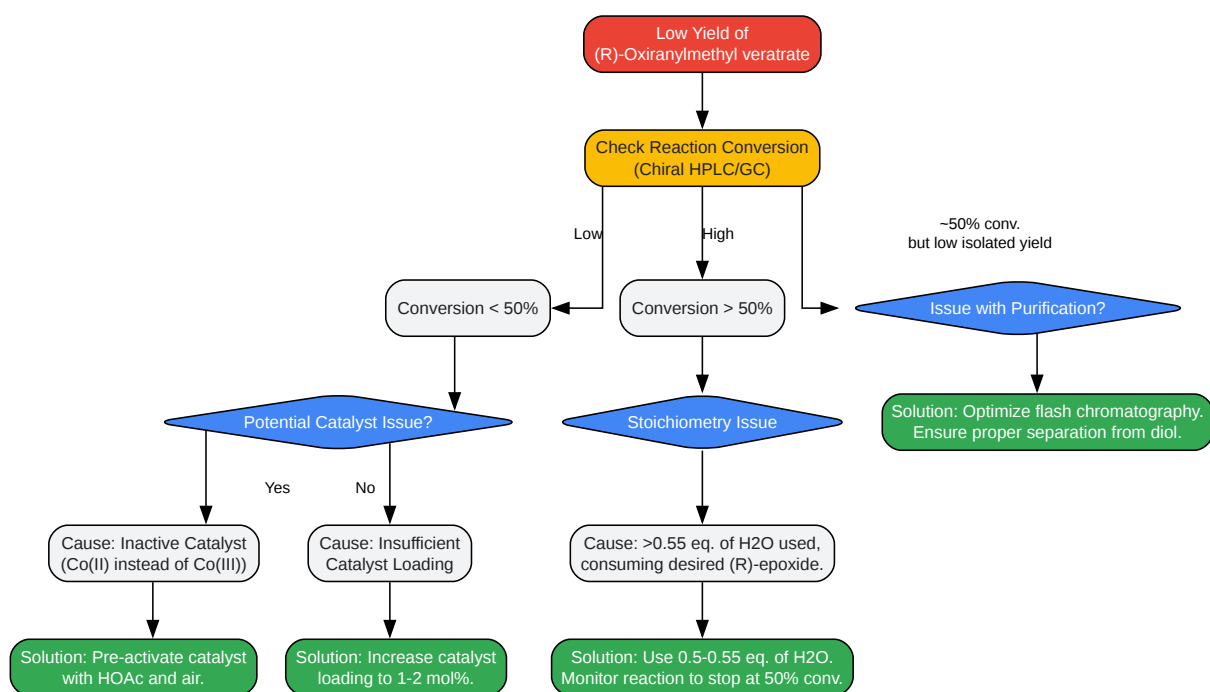 Low Yield of
(R)-Oxiranylmethyl veratrate
Check Reaction Conversion
(Chiral HPLC/GC)
Low
High
~50% conv.
but low isolated yield
Conversion < 50%
Conversion > 50%
Issue with Purification?
Potential Catalyst Issue?
Stoichiometry Issue
Solution: Optimize flash chromatography.
Ensure proper separation from diol.
Yes
No
Cause: Inactive Catalyst
(Co(II) instead of Co(III))
Cause: Insufficient
Catalyst Loading
Cause: >0.55 eq. of H2O used,
consuming desired (R)-epoxide.
Solution: Pre-activate catalyst
with HOAc and air.
Solution: Increase catalyst
loading to 1-2 mol%.
Solution: Use 0.5-0.55 eq. of H2O.
Monitor reaction to stop at 50% conv.